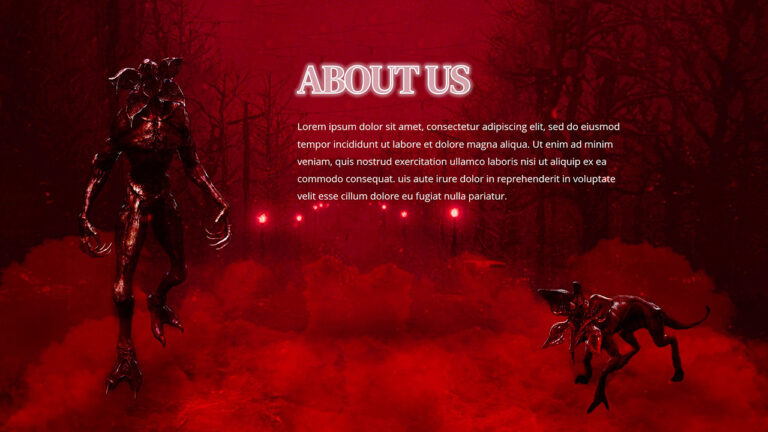 ABOUT US
Lorem ipsum dolor sit amet, consectetur adipiscing elit, sed do eiusmod
tempor incididunt ut labore et dolore magna aliqua. Ut enim ad minim
veniam, quis nostrud exercitation ullamco laboris nisi ut aliquip ex ea
commodo consequat. uis aute irure dolor in reprehenderit in voluptate
velit esse cillum dolore eu fugiat nulla pariatur.